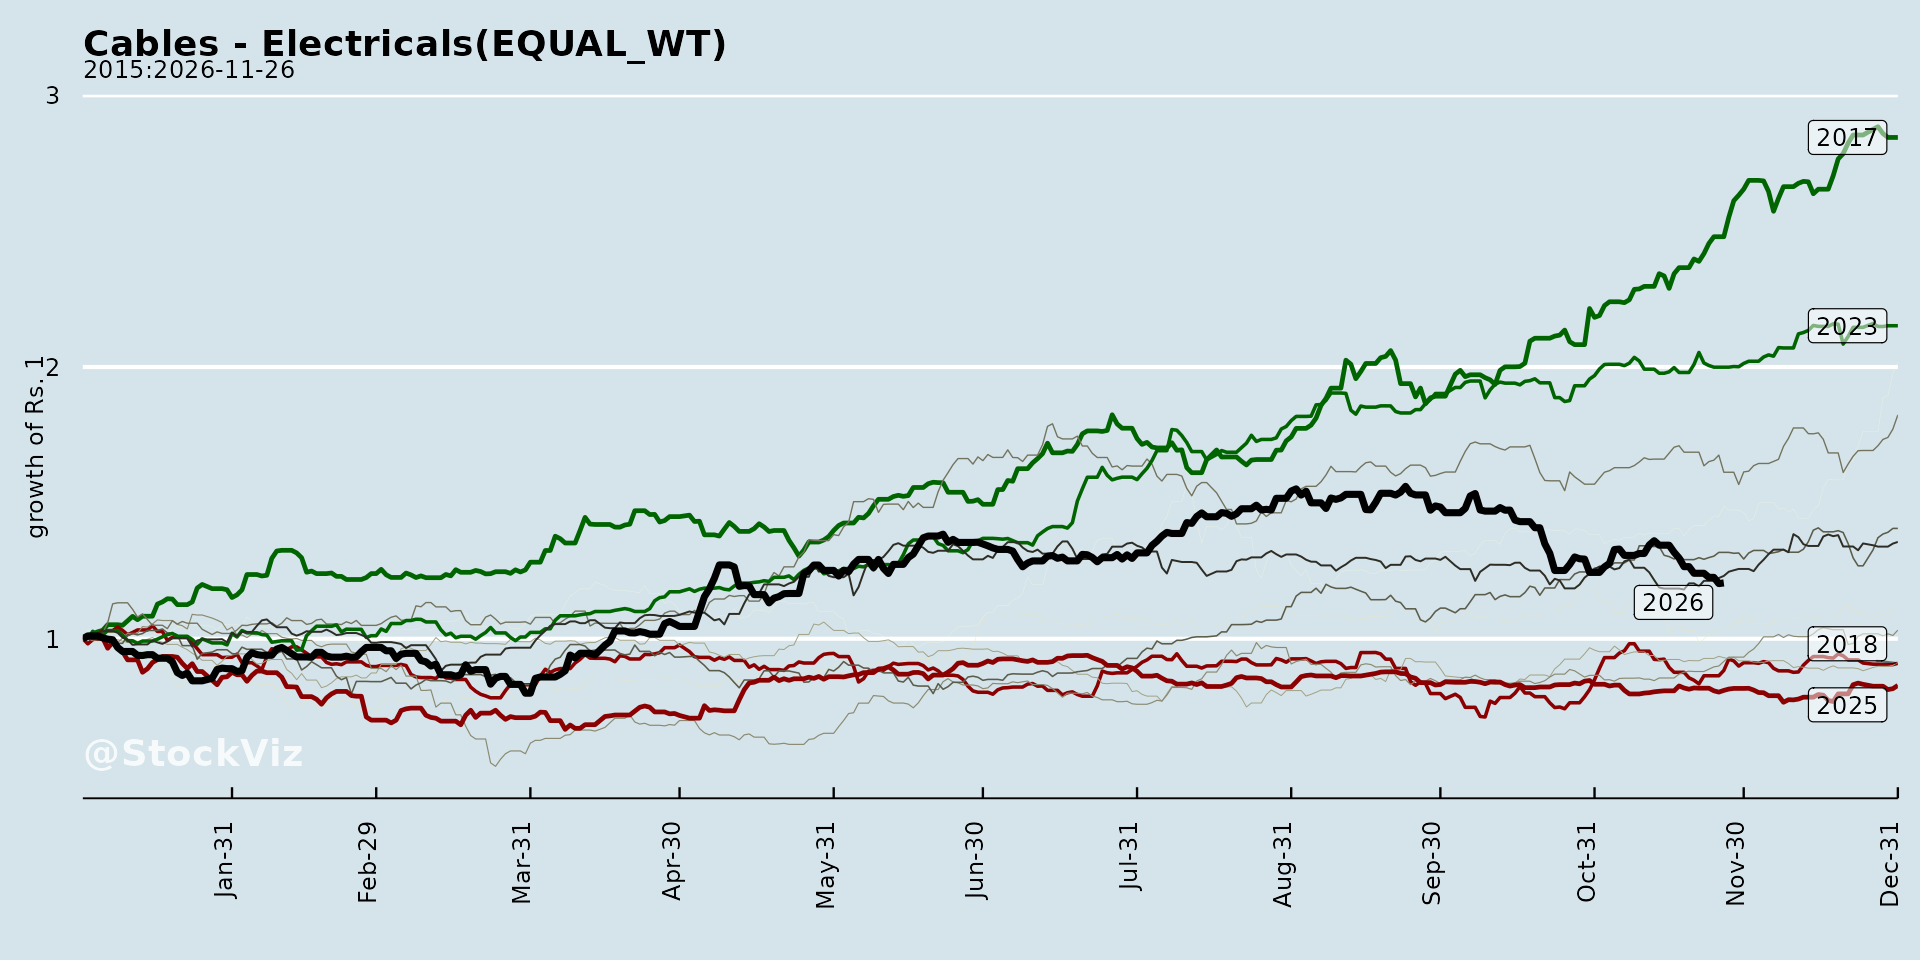 Cables - Electricals(EQUAL_WT)
2015:2026-11-26
3
2
1
growth of Rs. 1
2017
2023
2026
2018
2025
@StockViz
Jan-31
Feb-29
Mar-31
Apr-30
May-31
Jun-30
Jul-31
Aug-31
Sep-30
Oct-31
Nov-30
Dec-31